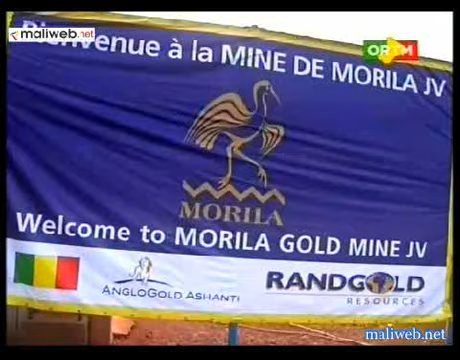 maliweb.net
ORTM
Bienvenue à la MINE DE MORILA JV
MORILA
Welcome to MORILA GOLD MINE JV
ANGLOGOLD ASHANTI
RANDGOLD
RESOURCES
maliweb.net